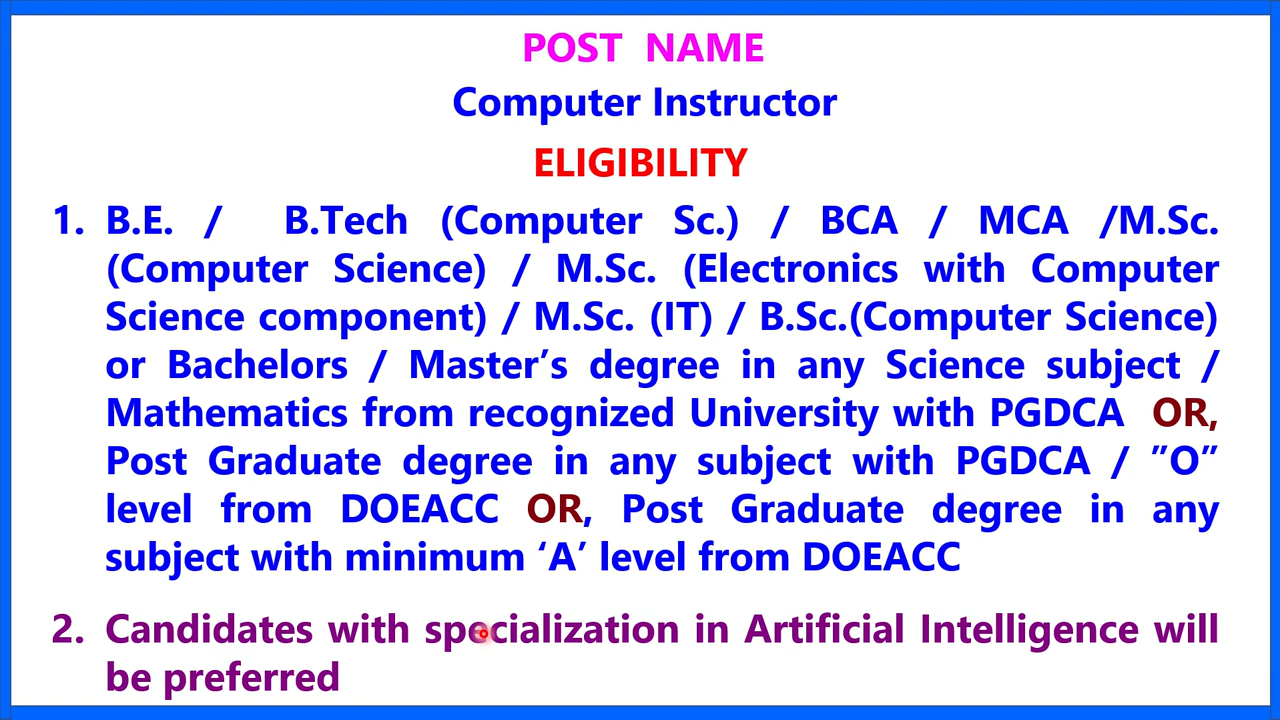 POST NAME
Computer Instructor
ELIGIBILITY
1. B.E. / B.Tech (Computer Sc.) / BCA / MCA /M.Sc.
(Computer Science) / M.Sc. (Electronics with Computer
Science component) / M.Sc. (IT) / B.Sc.(Computer Science)
or Bachelors / Master’s degree in any Science subject /
Mathematics from recognized University with PGDCA OR,
Post Graduate degree in any subject with PGDCA / ”O”
level from DOEACC OR, Post Graduate degree in any
subject with minimum ‘A’ level from DOEACC
2. Candidates with specialization in Artificial Intelligence will
be preferred